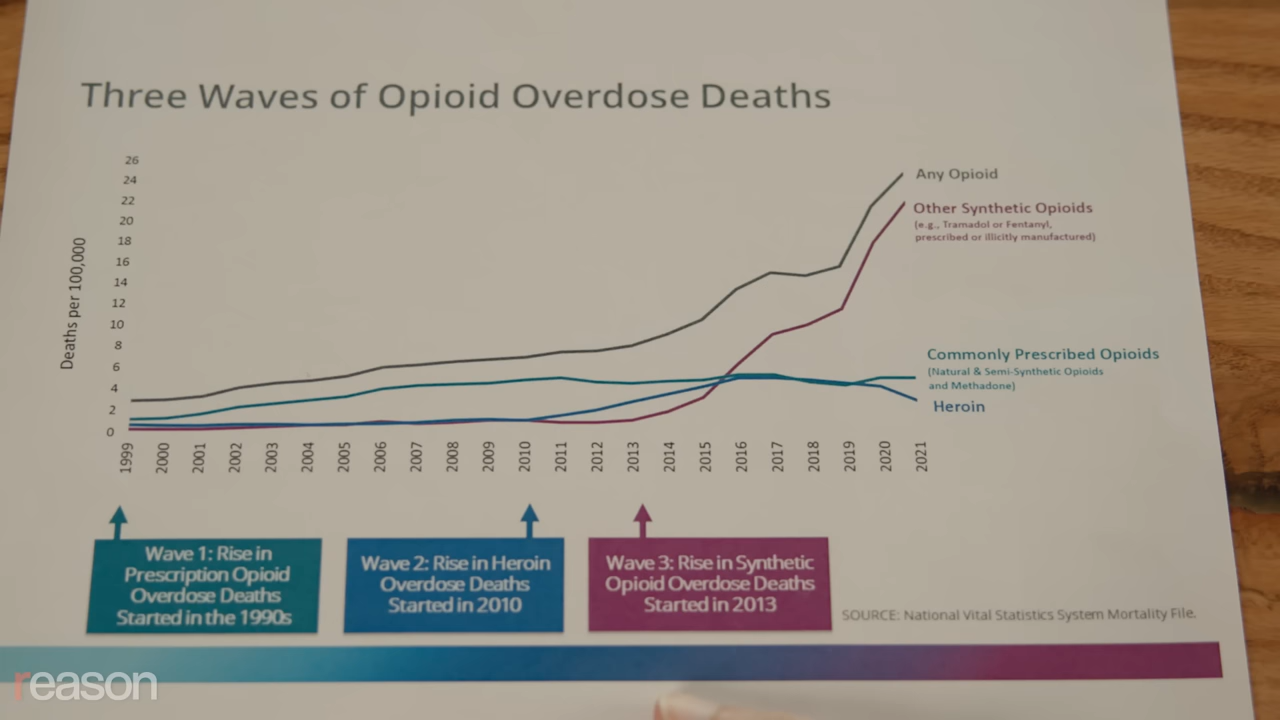 Three Waves of Opioid Overdose Deaths
26
24
22
20
18
16
14
12
10
8
6
4
2
0
Deaths per 100,000
1999 2000 2001 2002 2003 2004 2005 2006 2007 2008 2009 2010 2011 2012 2013 2014 2015 2016 2017 2018 2019 2020 2021
Any Opioid
Other Synthetic Opioids
(e.g., Tramadol or Fentanyl,
prescribed or illicitly manufactured)
Commonly Prescribed Opioids
(Natural & Semi-Synthetic Opioids
and Methadone)
Heroin
Wave 1: Rise in
Prescription Opioid
Overdose Deaths
Started in the 1990s
Wave 2: Rise in Heroin
Overdose Deaths
Started in 2010
Wave 3: Rise in Synthetic
Opioid Overdose Deaths
Started in 2013
SOURCE: National Vital Statistics System Mortality File.
reason